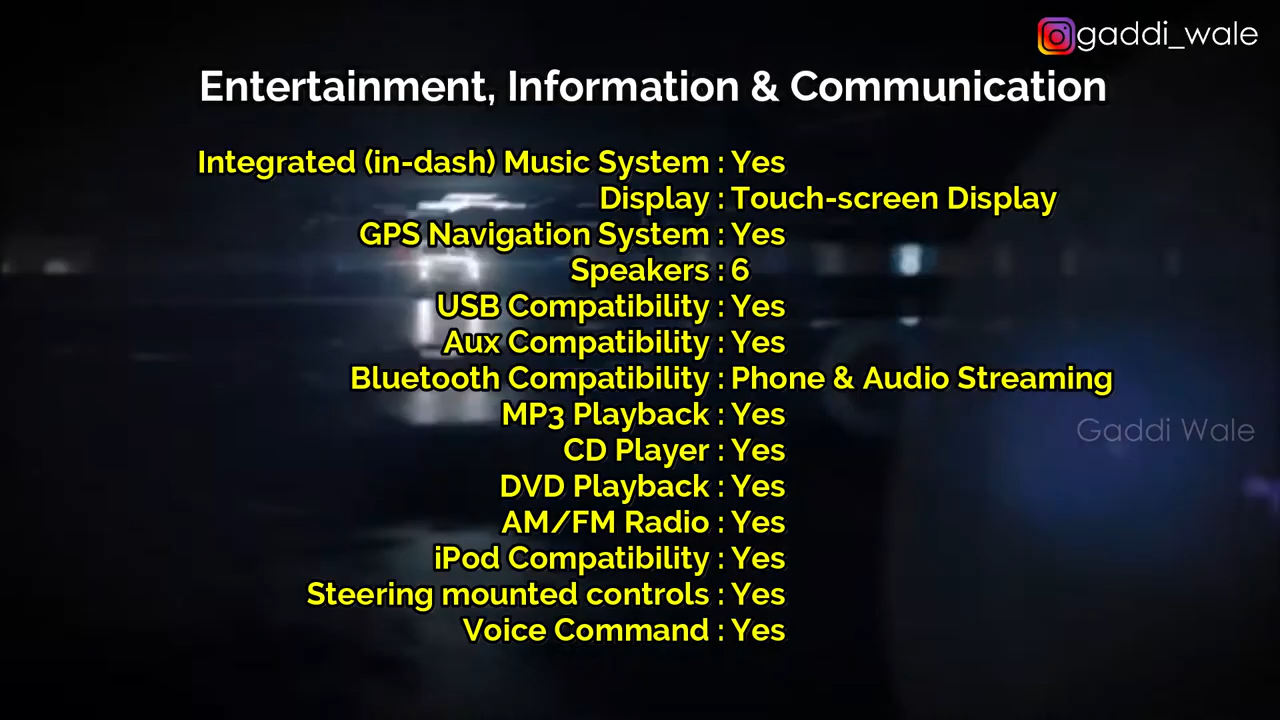 gaddi_wale
Entertainment, Information & Communication
Integrated (in-dash) Music System : Yes
Display : Touch-screen Display
GPS Navigation System : Yes
Speakers : 6
USB Compatibility : Yes
Aux Compatibility : Yes
Bluetooth Compatibility : Phone & Audio Streaming
MP3 Playback : Yes
Gaddi Wale
CD Player : Yes
DVD Playback : Yes
AM/FM Radio : Yes
iPod Compatibility : Yes
Steering mounted controls : Yes
Voice Command : Yes